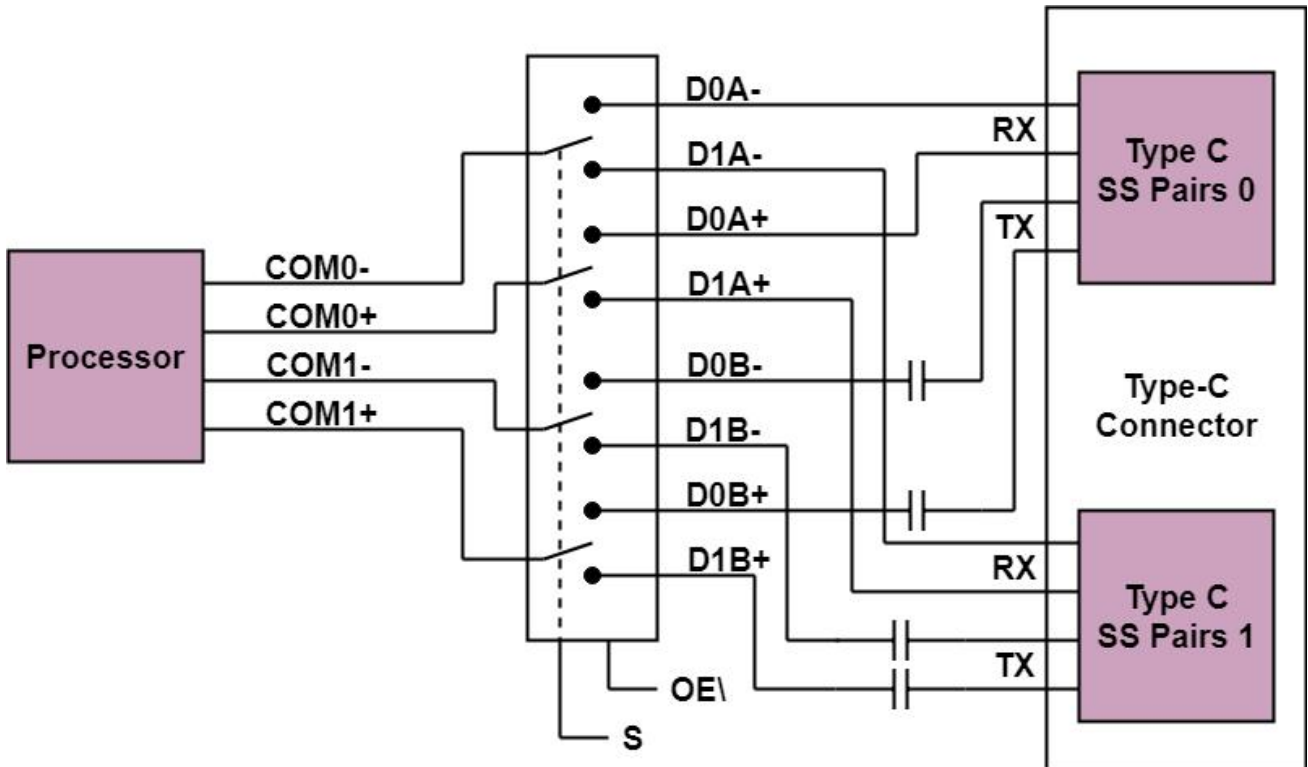 D0A-
RX
D1A-
Type C
SS Pairs 0
D0A+
TX
COM0-
D1A+
COM0+
Processor
COM1-
D0B-
Type-C
Connector
COM1+
D1B-
D0B+
D1B+
RX
Type C
SS Pairs 1
TX
OE\
S